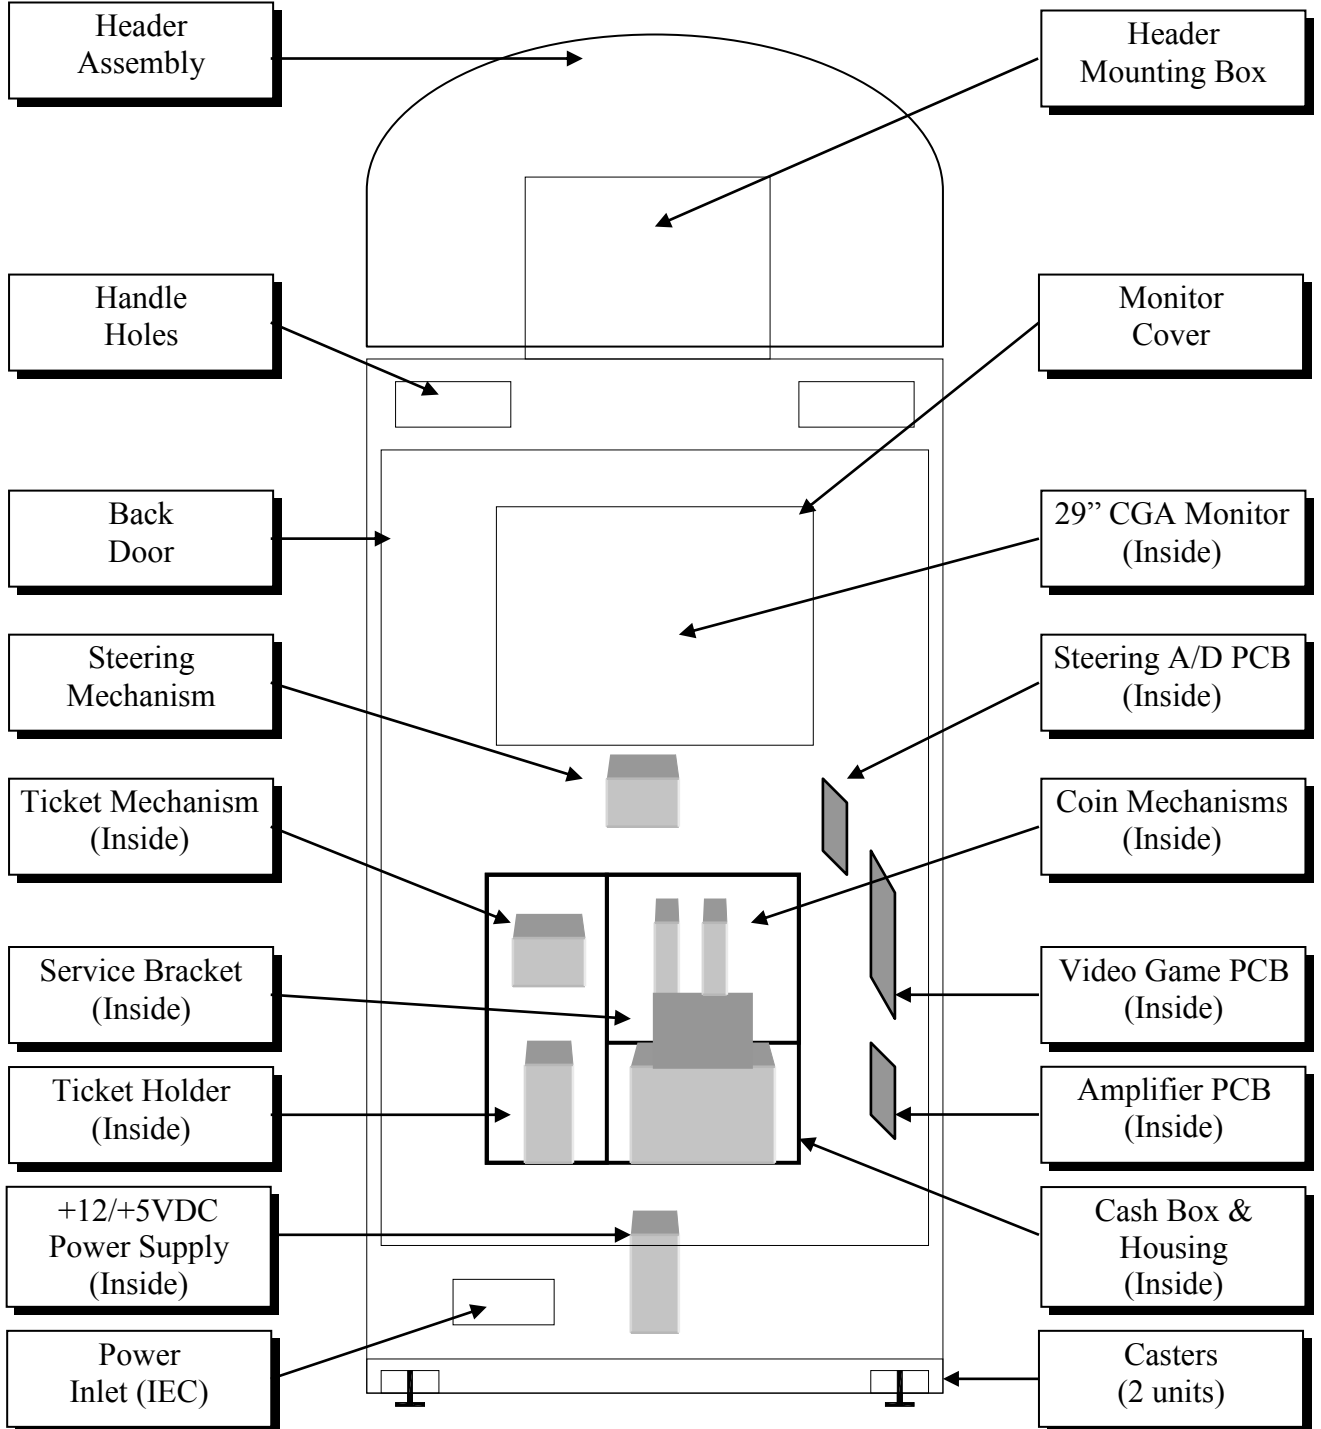 Header
Assembly
Header
Mounting Box
Handle
Holes
Monitor
Cover
Back
Door
29” CGA Monitor
(Inside)
Steering
Mechanism
Steering A/D PCB
(Inside)
Ticket Mechanism
(Inside)
Coin Mechanisms
(Inside)
Service Bracket
(Inside)
Video Game PCB
(Inside)
Ticket Holder
(Inside)
Amplifier PCB
(Inside)
+12/+5VDC
Power Supply
(Inside)
Cash Box &
Housing
(Inside)
Power
Inlet (IEC)
Casters
(2 units)